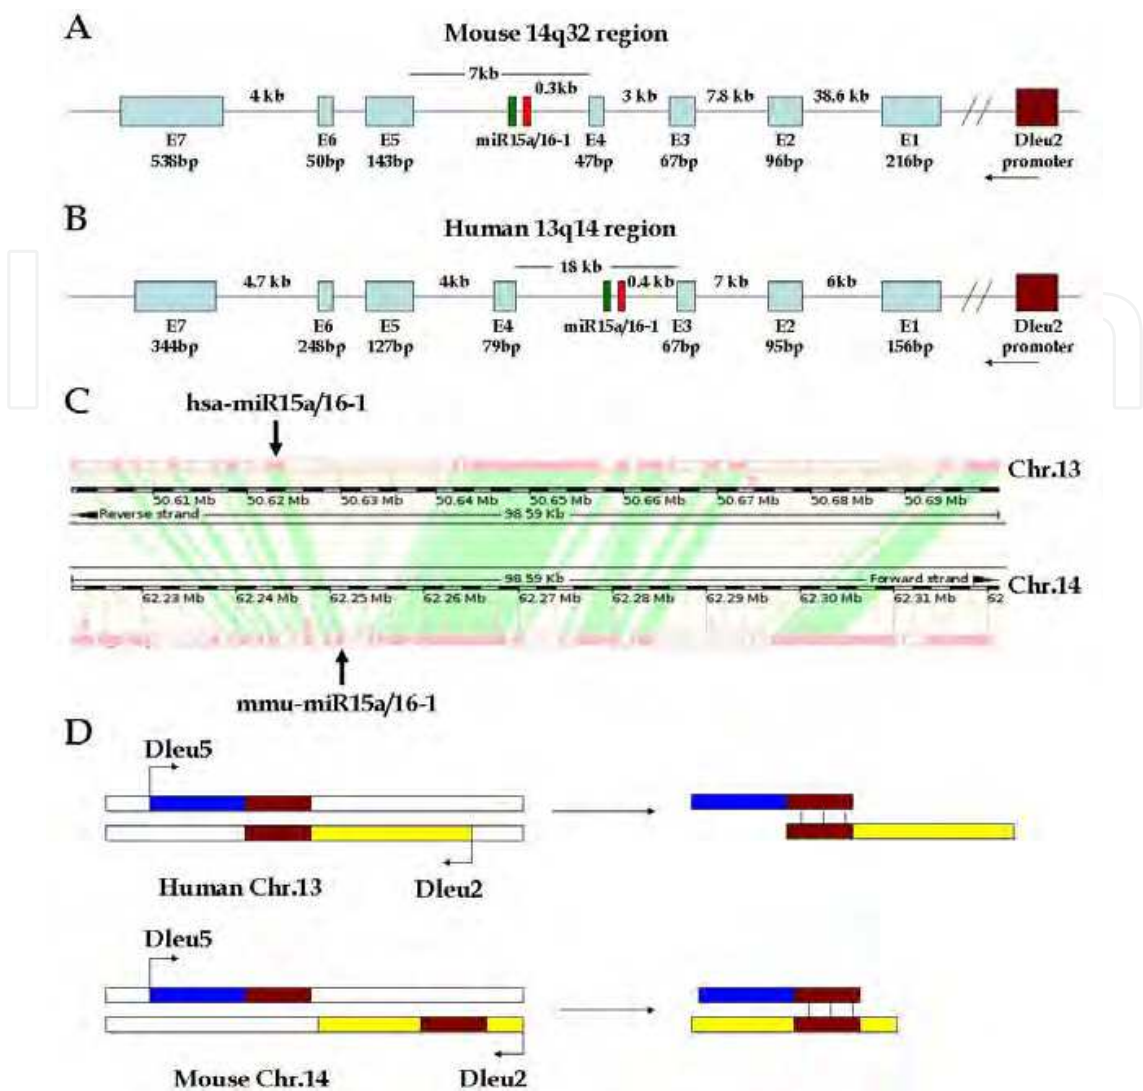 A
Mouse 14q32 region
7kb
4 kb
0.3kb
3 kb
7.8 kb
38.6 kb
E7
538bp
E6
50bp
E5
143bp
miR15a/16-1
E4
47bp
E3
67bp
E2
96bp
E1
216bp
Dleu2
promoter
B
Human 13q14 region
18 kb
4.7 kb
4kb
0.4kb
7 kb
6kb
E7
344bp
E6
248bp
E5
127bp
E4
79bp
miR15a/16-1
E3
67bp
E2
95bp
E1
156bp
Dleu2
promoter
C
hsa-miR15a/16-1
Chr.13
50.61 Mb
50.62 Mb
50.63 Mb
50.64 Mb
50.65 Mb
50.66 Mb
50.67 Mb
50.68 Mb
50.69 Mb
Reverse strand
98.59 Kb
98.59 Kb
Forward strand
Chr.14
62.23 Mb
62.24 Mb
62.25 Mb
62.26 Mb
62.27 Mb
62.28 Mb
62.29 Mb
62.30 Mb
62.31 Mb
62
mmu-miR15a/16-1
D
Dleu5
Human Chr.13
Dleu2
Dleu5
Mouse Chr.14
Dleu2